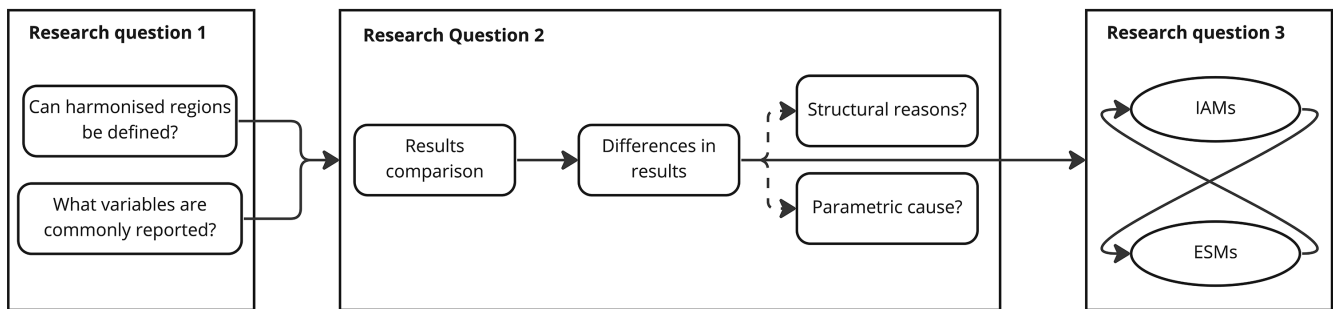 Research question 1
Can harmonised regions
be defined?
What variables are
commonly reported?
Research Question 2
Results
comparison
Differences in
results
Structural reasons?
Parametric cause?
Research question 3
IAMs
ESMs